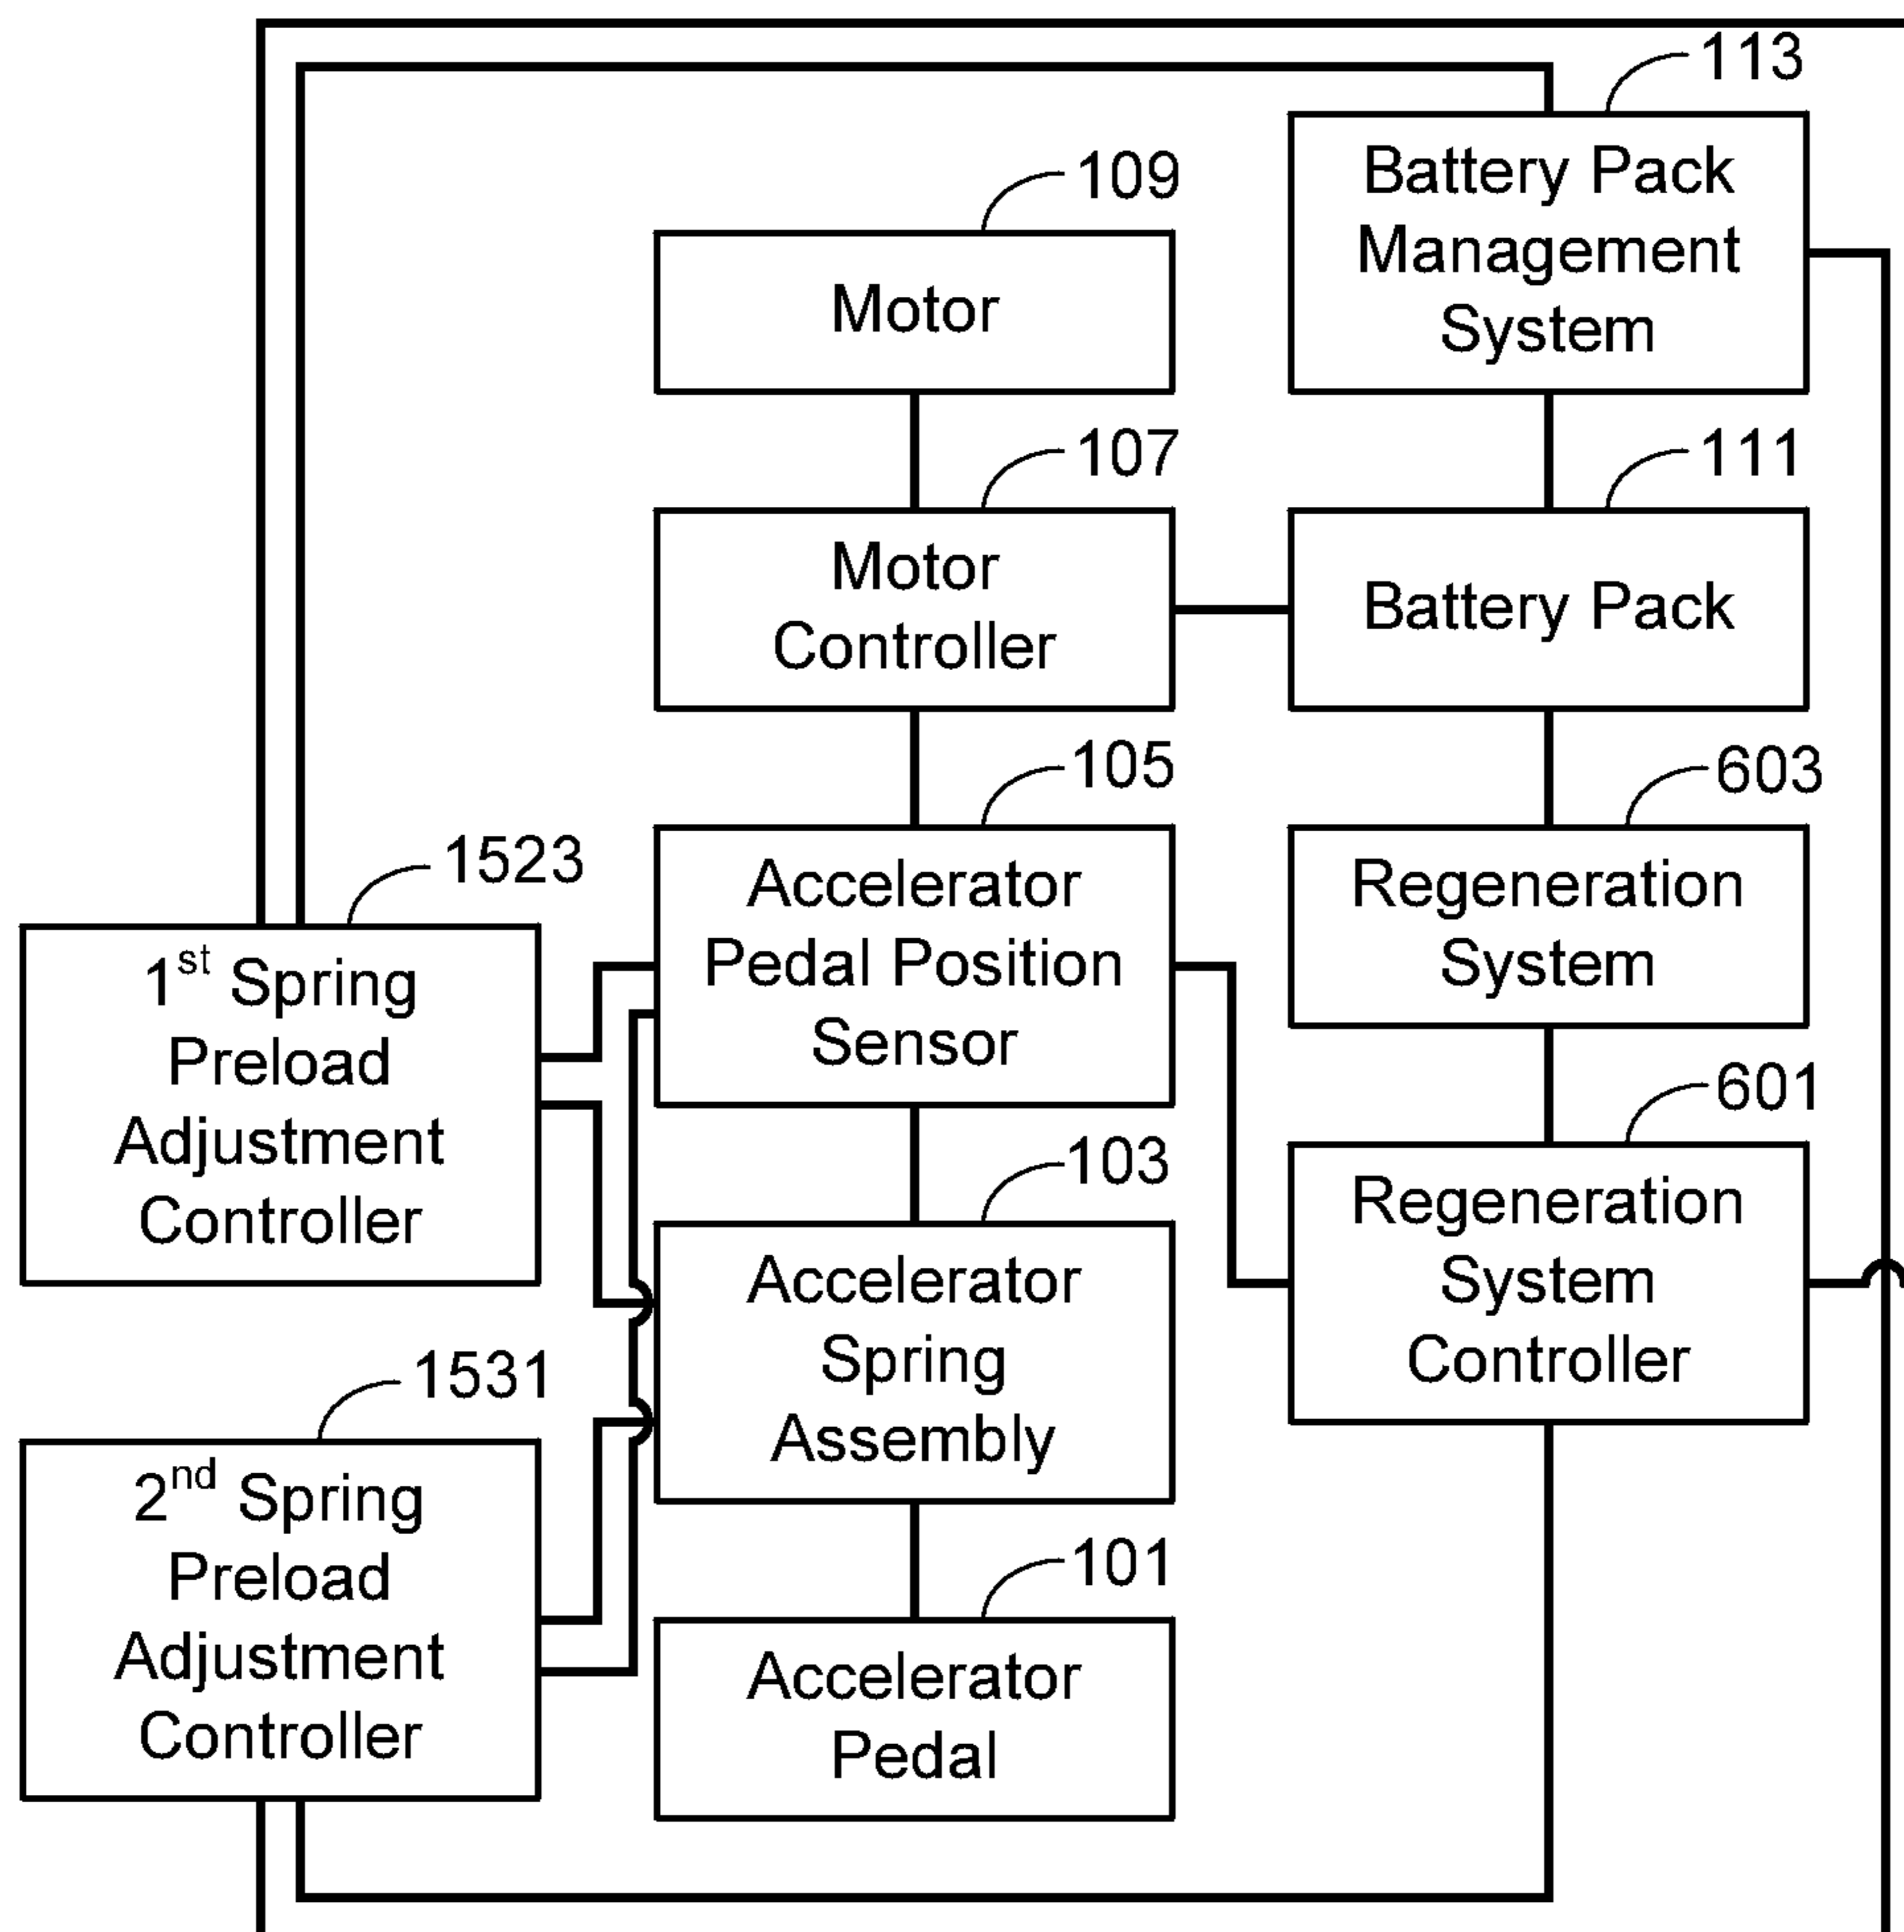 113
Battery Pack
Management
System
109
Motor
107
Motor
Controller
111
Battery Pack
105
Accelerator
Pedal Position
Sensor
603
Regeneration
System
1523
1st Spring
Preload
Adjustment
Controller
103
Accelerator
Spring
Assembly
601
Regeneration
System
Controller
1531
2nd Spring
Preload
Adjustment
Controller
101
Accelerator
Pedal